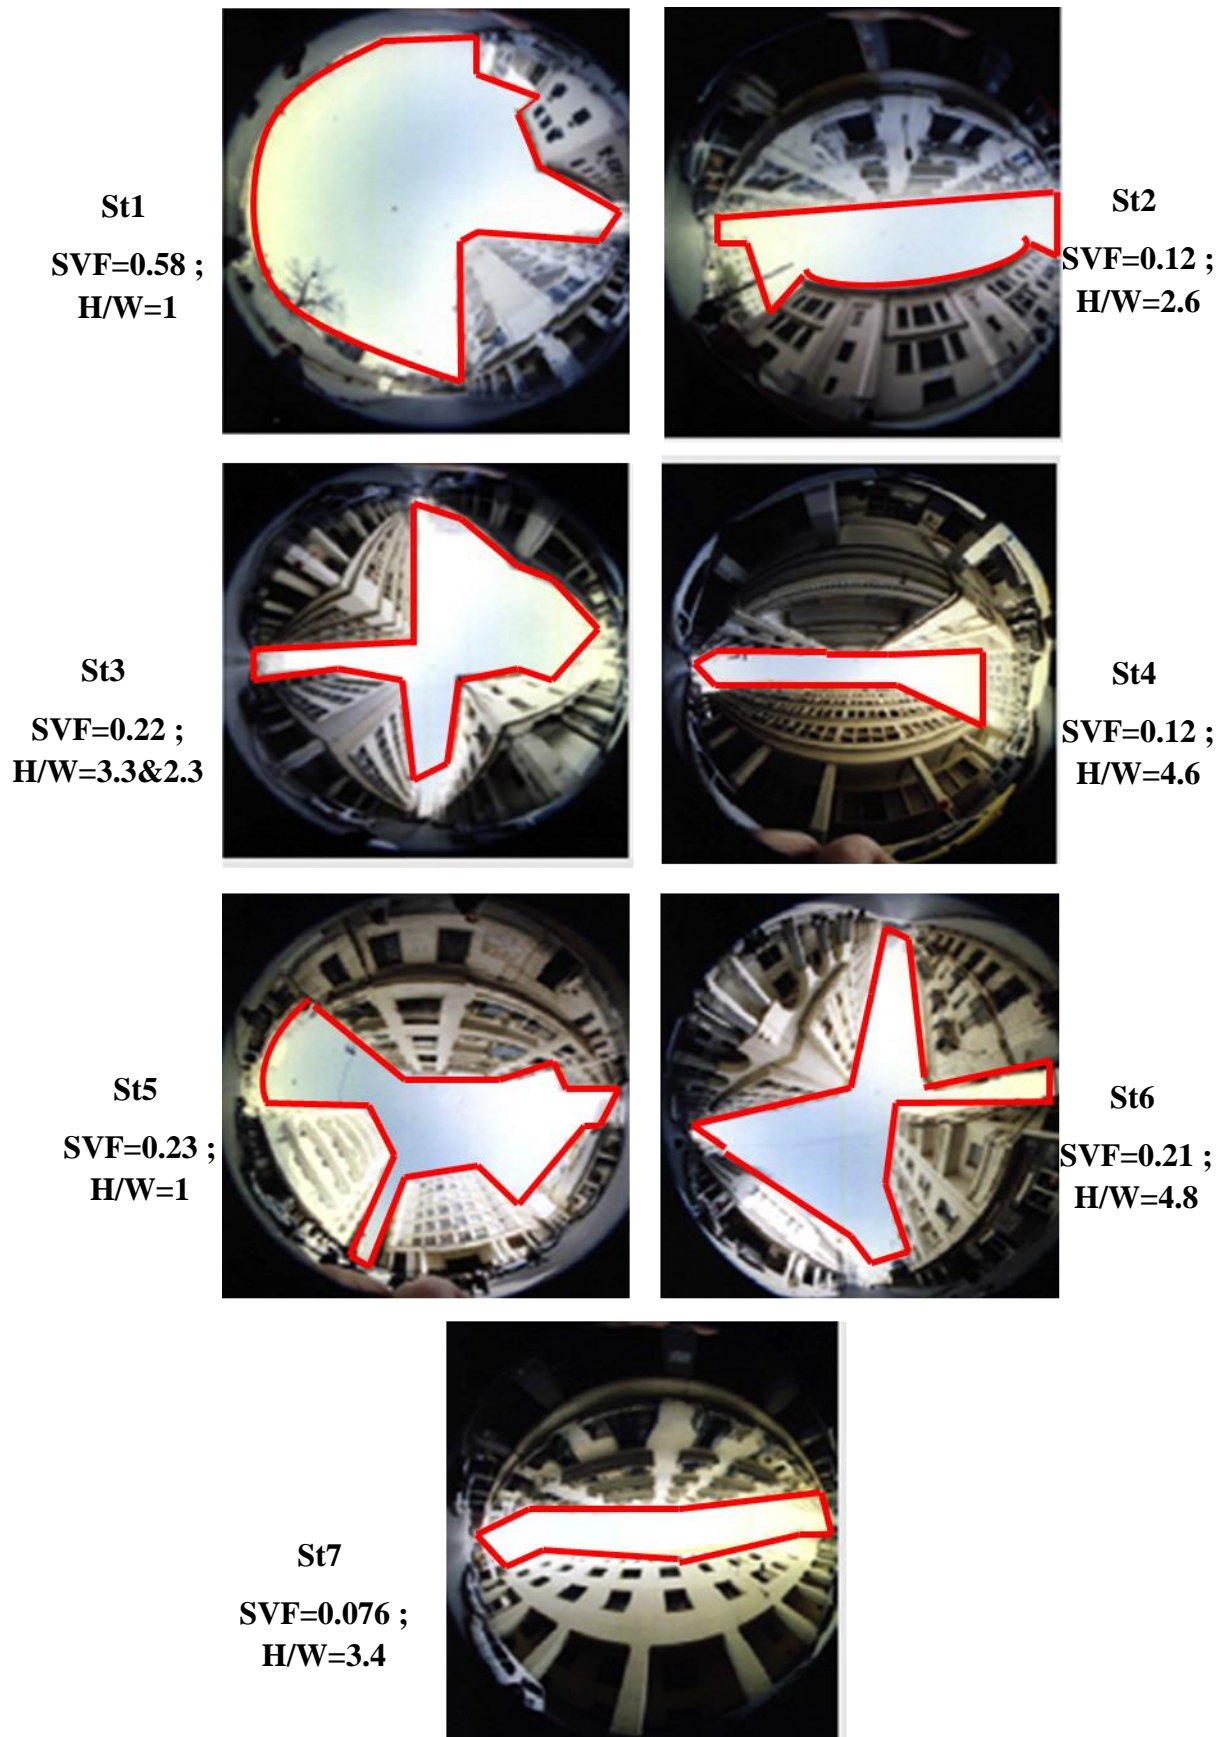 St1
SVF=0.58 ;
H/W=1
St2
SVF=0.12 ;
H/W=2.6
St3
SVF=0.22 ;
H/W=3.3&2.3
St4
SVF=0.12 ;
H/W=4.6
St5
SVF=0.23 ;
H/W=1
St6
SVF=0.21 ;
H/W=4.8
St7
SVF=0.076 ;
H/W=3.4